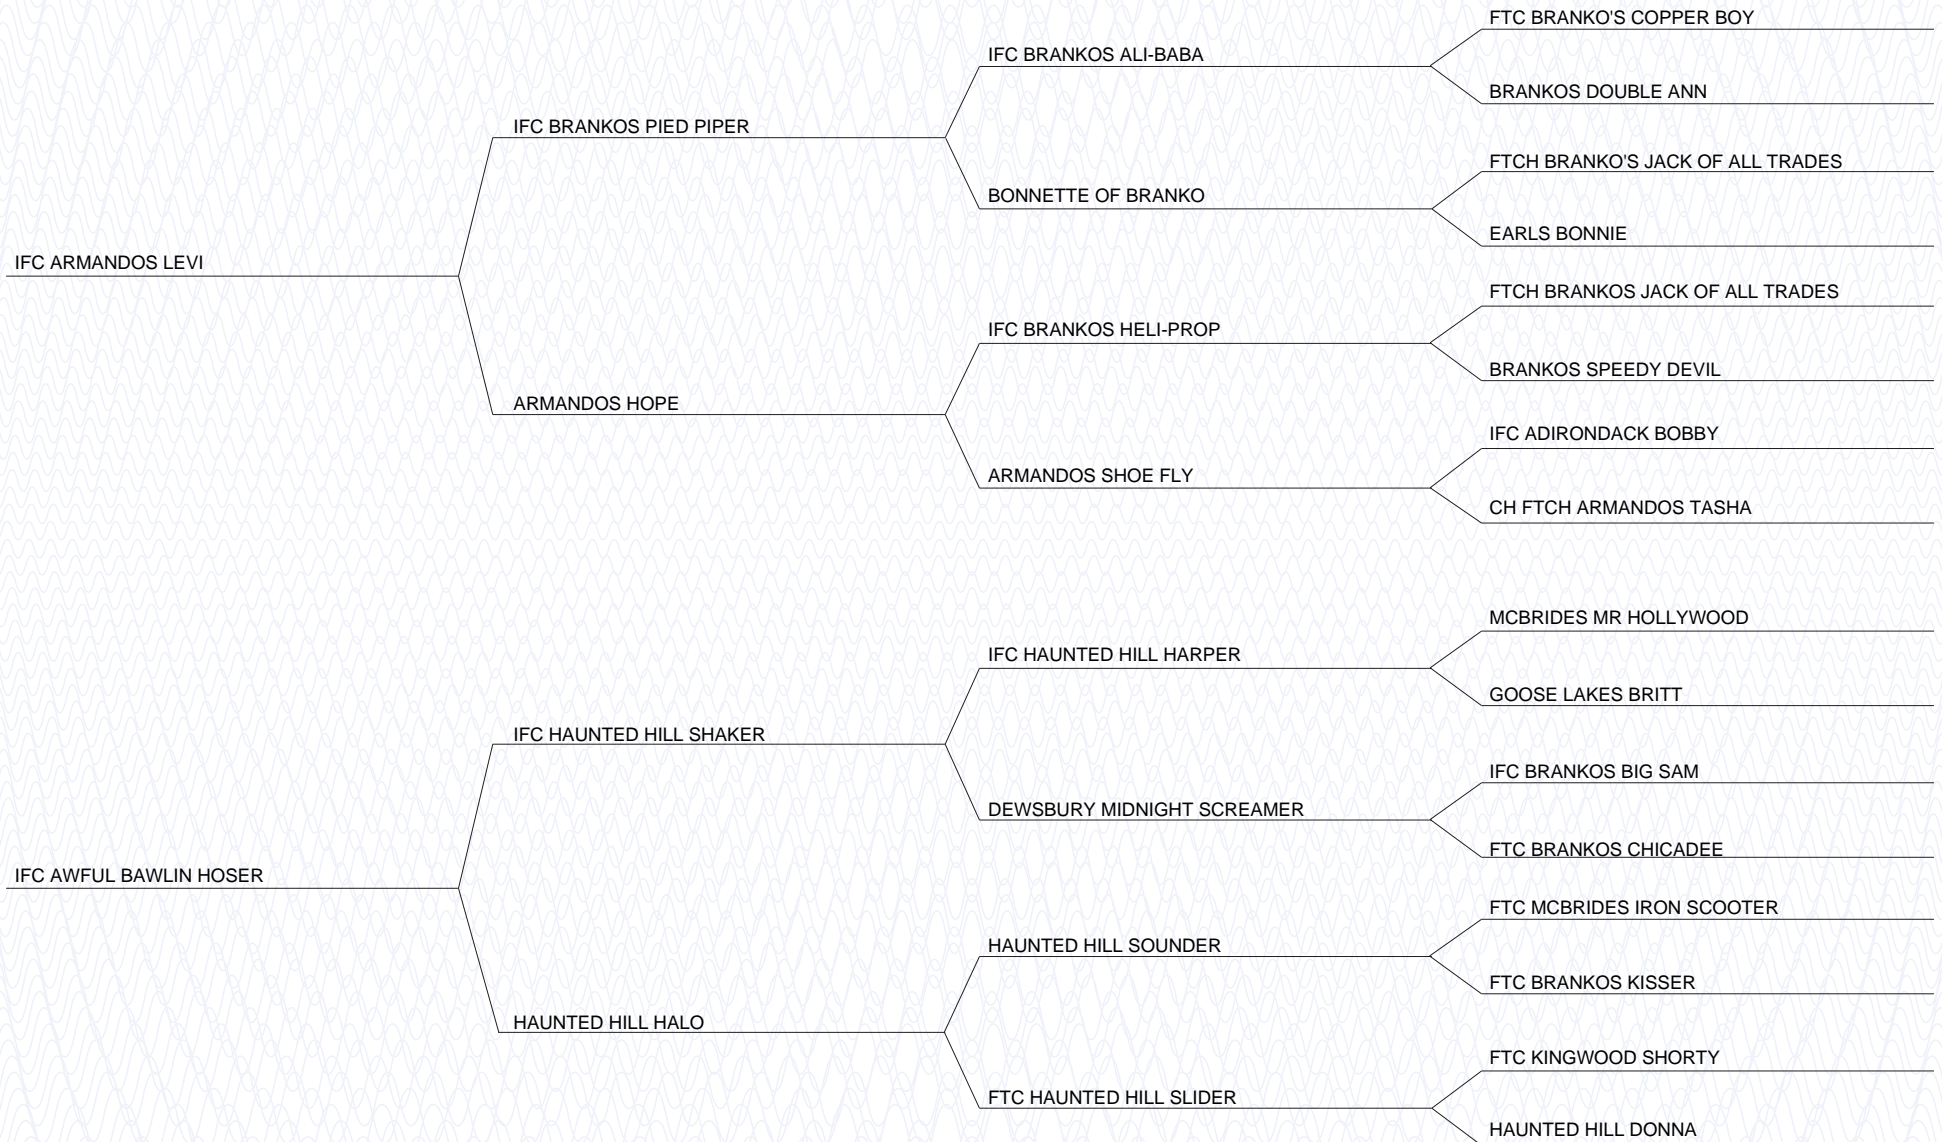 FTC BRANKO'S COPPER BOY
IFC BRANKOS ALI-BABA
BRANKOS DOUBLE ANN
IFC BRANKOS PIED PIPER
FTCH BRANKO'S JACK OF ALL TRADES
BONNETTE OF BRANKO
EARLS BONNIE
IFC ARMANDOS LEVI
FTCH BRANKOS JACK OF ALL TRADES
IFC BRANKOS HELI-PROP
BRANKOS SPEEDY DEVIL
ARMANDOS HOPE
IFC ADIRONDACK BOBBY
ARMANDOS SHOE FLY
CH FTCH ARMANDOS TASHA
MCBRIDES MR HOLLYWOOD
IFC HAUNTED HILL HARPER
GOOSE LAKES BRITT
IFC HAUNTED HILL SHAKER
IFC BRANKOS BIG SAM
DEWSBURY MIDNIGHT SCREAMER
FTC BRANKOS CHICADEE
IFC AWFUL BAWLIN HOSER
FTC MCBRIDES IRON SCOOTER
HAUNTED HILL SOUNDER
FTC BRANKOS KISSER
HAUNTED HILL HALO
FTC KINGWOOD SHORTY
FTC HAUNTED HILL SLIDER
HAUNTED HILL DONNA